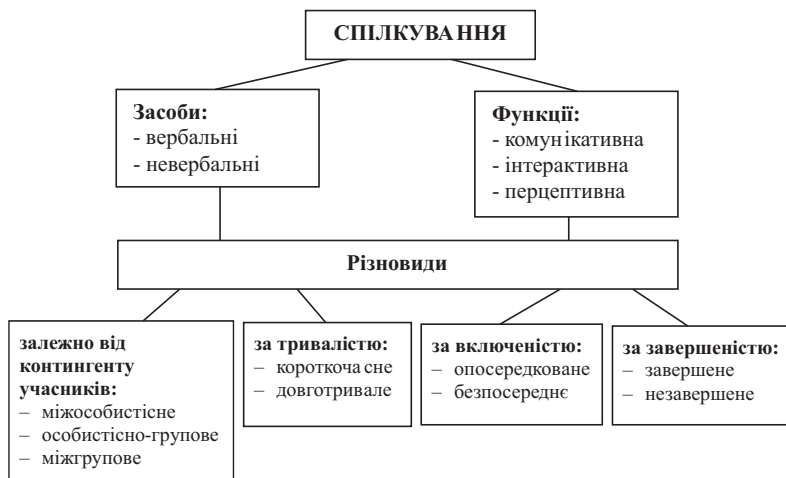 СПІЛКУВАННЯ
Засоби:
- вербальні
- невербальні
Функції:
- комунікативна
- інтерактивна
- перцептивна
Різновиди
залежно від
контингенту
учасників:
– міжособистісне
– особистісно-групове
– міжгрупове
за тривалістю:
– короткочасне
– довготривале
за включеністю:
– опосередковане
– безпосереднє
за завершеністю:
– завершене
– незавершене